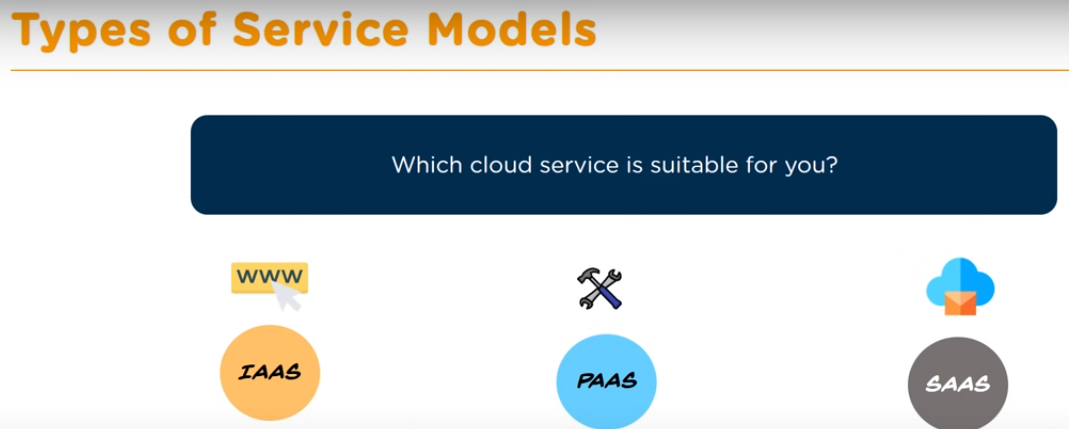 Types of Service Models
Which cloud service is suitable for you?
WWW
IAAS
PAAS
SAAS